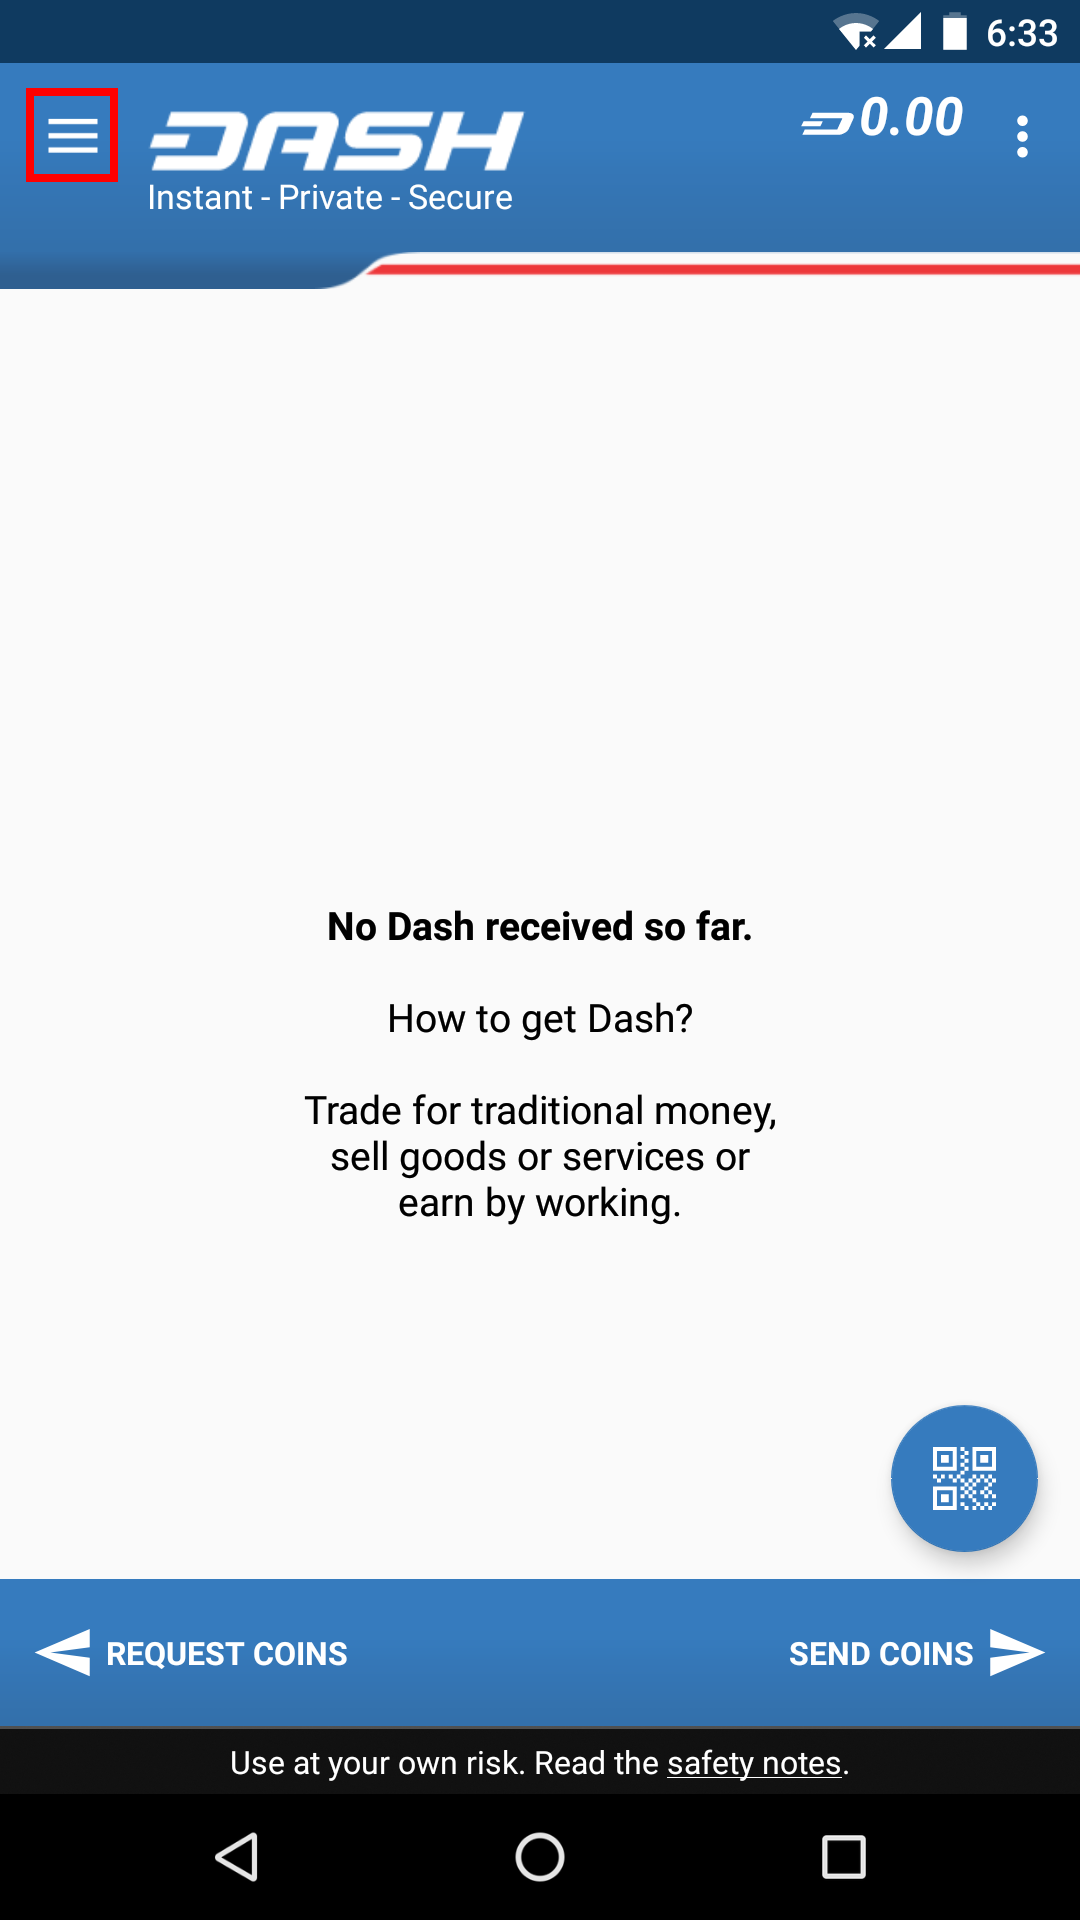 6:33
DASH
0.00
Instant - Private - Secure
No Dash received so far.
How to get Dash?
Trade for traditional money,
sell goods or services or
earn by working.
REQUEST COINS
SEND COINS
Use at your own risk. Read the safety notes.